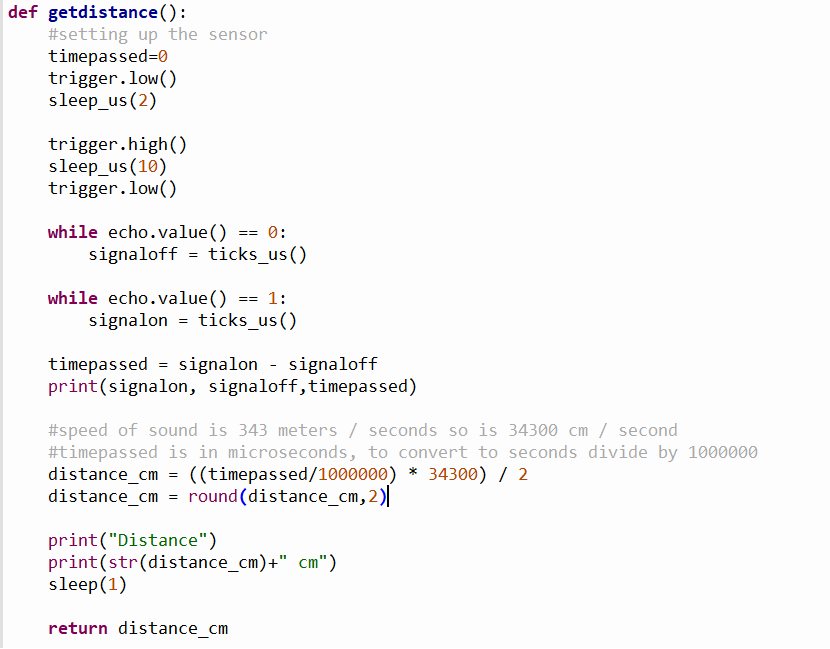 def getdistance():
    #setting up the sensor
    timepassed=0
    trigger.low()
    sleep_us(2)

    trigger.high()
    sleep_us(10)
    trigger.low()

    while echo.value() == 0:
        signaloff = ticks_us()

    while echo.value() == 1:
        signalon = ticks_us()

    timepassed = signalon - signaloff
    print(signalon, signaloff,timepassed)

    #speed of sound is 343 meters / seconds so is 34300 cm / second
    #timepassed is in microseconds, to convert to seconds divide by 1000000
    distance_cm = ((timepassed/1000000) * 34300) / 2
    distance_cm = round(distance_cm,2)

    print("Distance")
    print(str(distance_cm)+" cm")
    sleep(1)

    return distance_cm